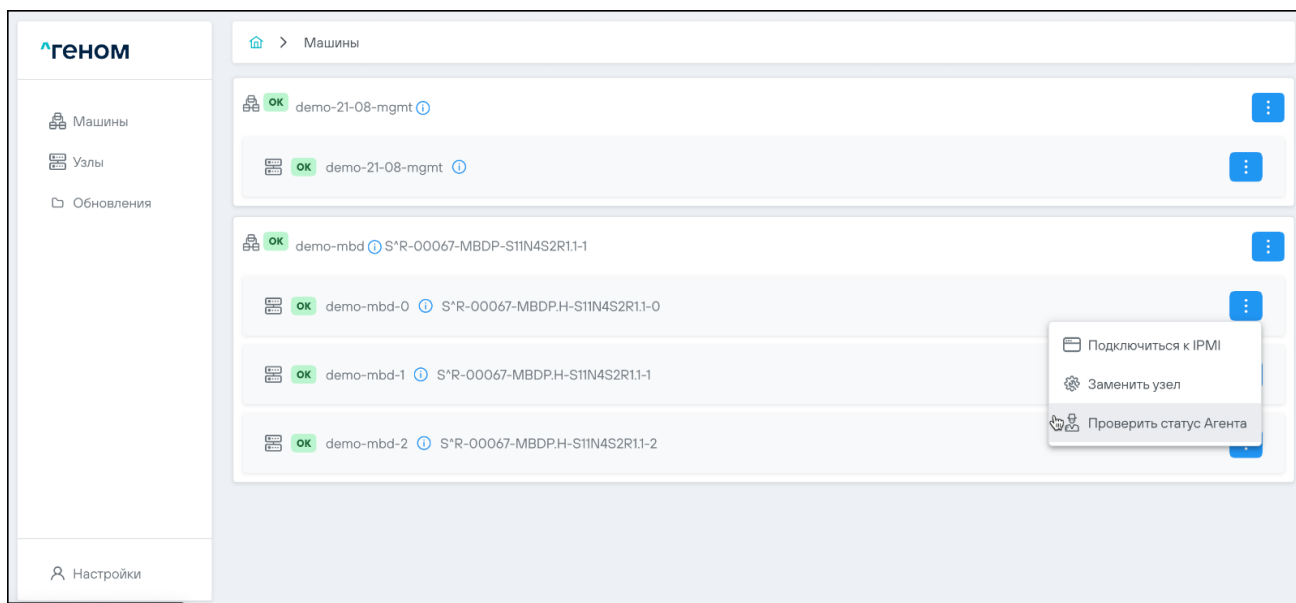 ^геном
Машины
Узлы
Обновления
Настройки
> Машины
OK demo-21-08-mgmt
OK demo-21-08-mgmt
OK demo-mbd S^R-00067-MBDP-S11N4S2R1.1-1
OK demo-mbd-0 S^R-00067-MBDP.H-S11N4S2R1.1-0
OK demo-mbd-1 S^R-00067-MBDP.H-S11N4S2R1.1-1
OK demo-mbd-2 S^R-00067-MBDP.H-S11N4S2R1.1-2
Подключиться к IPMI
Заменить узел
Проверить статус Агента